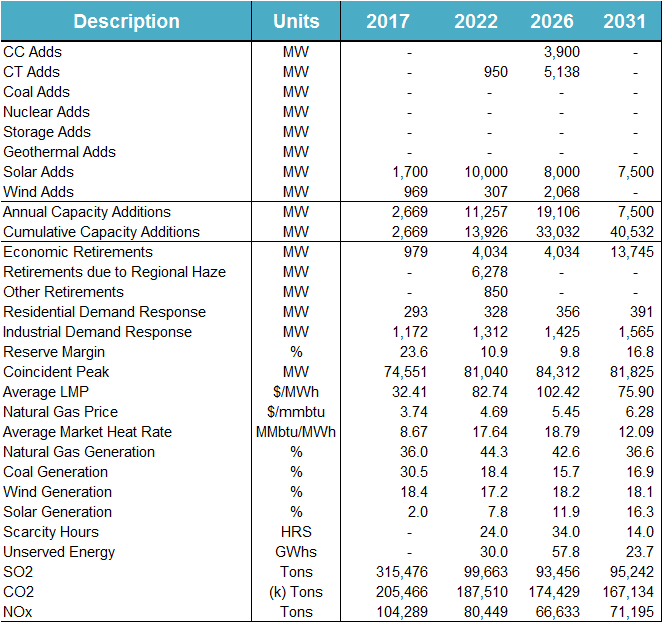 Description Units 2017 2022 2026 2031
CC Adds MW - 3,900 -
CT Adds MW - 950 5,138 -
Coal Adds MW - - - -
Nuclear Adds MW - - - -
Storage Adds MW - - - -
Geothermal Adds MW - - - -
Solar Adds MW 1,700 10,000 8,000 7,500
Wind Adds MW 969 307 2,068 -
Annual Capacity Additions MW 2,669 11,257 19,106 7,500
Cumulative Capacity Additions MW 2,669 13,926 33,032 40,532
Economic Retirements MW 979 4,034 4,034 13,745
Retirements due to Regional Haze MW - 6,278 - -
Other Retirements MW - 850 - -
Residential Demand Response MW 293 328 356 391
Industrial Demand Response MW 1,172 1,312 1,425 1,565
Reserve Margin % 23.6 10.9 9.8 16.8
Coincident Peak MW 74,551 81,040 84,312 81,825
Average LMP $/MWh 32.41 82.74 102.42 75.90
Natural Gas Price $/mmbtu 3.74 4.69 5.45 6.28
Average Market Heat Rate MMbtu/MWh 8.67 17.64 18.79 12.09
Natural Gas Generation % 36.0 44.3 42.6 36.6
Coal Generation % 30.5 18.4 15.7 16.9
Wind Generation % 18.4 17.2 18.2 18.1
Solar Generation % 2.0 7.8 11.9 16.3
Scarcity Hours HRS - 24.0 34.0 14.0
Unserved Energy GWhs - 30.0 57.8 23.7
SO2 Tons 315,476 99,663 93,456 95,242
CO2 (k) Tons 205,466 187,510 174,429 167,134
NOx Tons 104,289 80,449 66,633 71,195